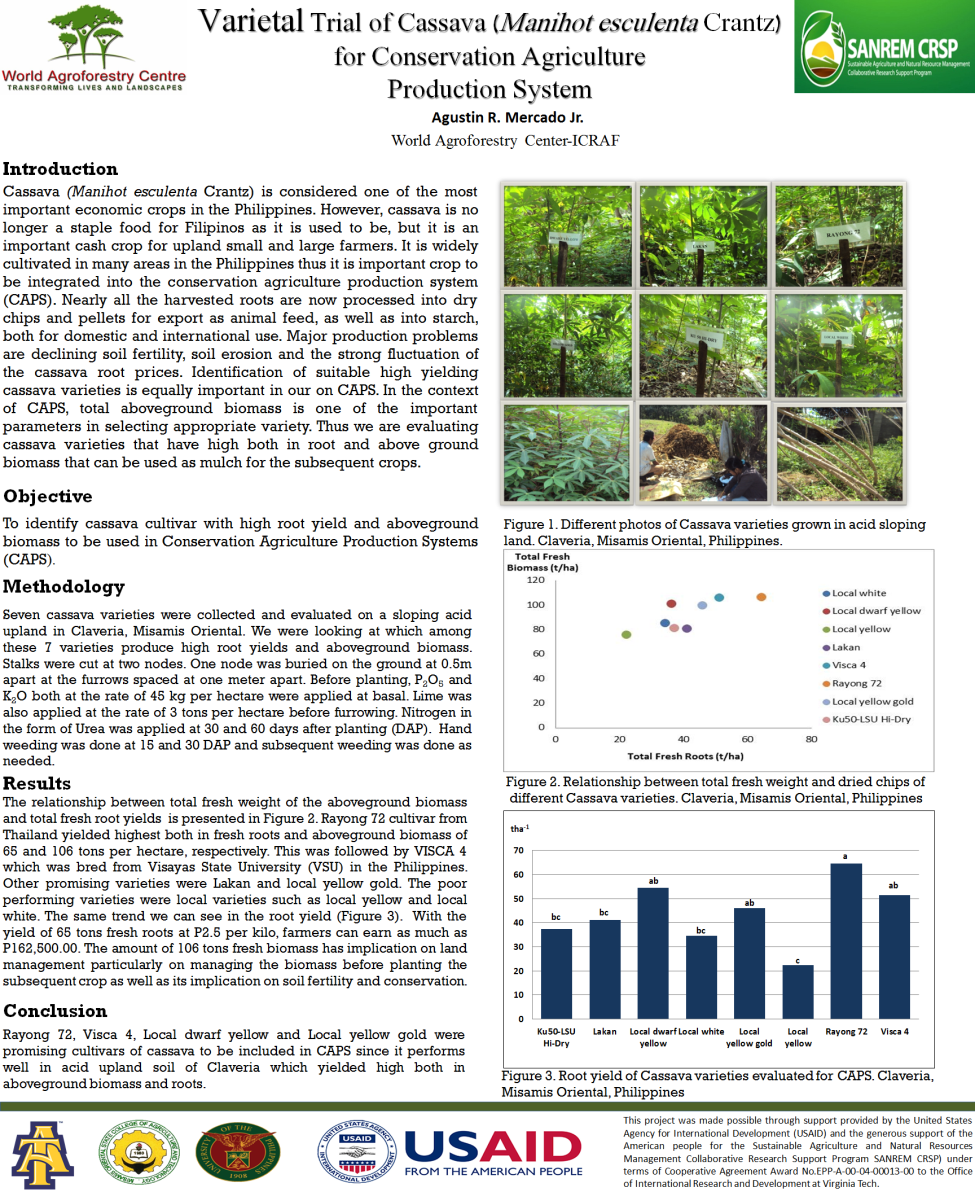 World Agroforestry Centre
TRANSFORMING LIVES AND LANDSCAPES
Varietal Trial of Cassava (Manihot esculenta Crantz)
for Conservation Agriculture
Production System
Agustin R. Mercado Jr.
World Agroforestry Center-ICRAF
SANREM CRSP
Sustainable Agriculture and Natural Resource Management
Collaborative Research Support Program
Introduction
Cassava (Manihot esculenta Crantz) is considered one of the most
important economic crops in the Philippines. However, cassava is no
longer a staple food for Filipinos as it is used to be, but it is an
important cash crop for upland small and large farmers. It is widely
cultivated in many areas in the Philippines thus it is important crop to
be integrated into the conservation agriculture production system
(CAPS). Nearly all the harvested roots are now processed into dry
chips and pellets for export as animal feed, as well as into starch,
both for domestic and international use. Major production problems
are declining soil fertility, soil erosion and the strong fluctuation of
the cassava root prices. Identification of suitable high yielding
cassava varieties is equally important in our on CAPS. In the context
of CAPS, total aboveground biomass is one of the important
parameters in selecting appropriate variety. Thus we are evaluating
cassava varieties that have high both in root and above ground
biomass that can be used as mulch for the subsequent crops.
Objective
To identify cassava cultivar with high root yield and aboveground
biomass to be used in Conservation Agriculture Production Systems
(CAPS).
Methodology
Seven cassava varieties were collected and evaluated on a sloping acid
upland in Claveria, Misamis Oriental. We were looking at which among
these 7 varieties produce high root yields and aboveground biomass.
Stalks were cut at two nodes. One node was buried on the ground at 0.5m
apart at the furrows spaced at one meter apart. Before planting, P2O5 and
K2O both at the rate of 45 kg per hectare were applied at basal. Lime was
also applied at the rate of 3 tons per hectare before furrowing. Nitrogen in
the form of Urea was applied at 30 and 60 days after planting (DAP). Hand
weeding was done at 15 and 30 DAP and subsequent weeding was done as
needed.
Results
The relationship between total fresh weight of the aboveground biomass
and total fresh root yields is presented in Figure 2. Rayong 72 cultivar from
Thailand yielded highest both in fresh roots and aboveground biomass of
65 and 106 tons per hectare, respectively. This was followed by VISCA 4
which was bred from Visayas State University (VSU) in the Philippines.
Other promising varieties were Lakan and local yellow gold. The poor
performing varieties were local varieties such as local yellow and local
white. The same trend we can see in the root yield (Figure 3). With the
yield of 65 tons fresh roots at P2.5 per kilo, farmers can earn as much as
P162,500.00. The amount of 106 tons fresh biomass has implication on land
management particularly on managing the biomass before planting the
subsequent crop as well as its implication on soil fertility and conservation.
Conclusion
Rayong 72, Visca 4, Local dwarf yellow and Local yellow gold were
promising cultivars of cassava to be included in CAPS since it performs
well in acid upland soil of Claveria which yielded high both in
aboveground biomass and roots.
LAKAN
RAYONG 72
Figure 1. Different photos of Cassava varieties grown in acid sloping
land. Claveria, Misamis Oriental, Philippines.
Total Fresh
Biomass (t/ha)
120
100
80
60
40
20
0
0 20 40 60 80
Total Fresh Roots (t/ha)
Local white
Local dwarf yellow
Local yellow
Lakan
Visca 4
Rayong 72
Local yellow gold
Ku50-LSU Hi-Dry
Figure 2. Relationship between total fresh weight and dried chips of
different Cassava varieties. Claveria, Misamis Oriental, Philippines
tha-1
70
60
50
40
30
20
10
0
bc bc ab bc ab c a ab
Ku50-LSU Lakan Local dwarf Local white Local Local Rayong 72 Visca 4
Hi-Dry yellow yellow gold yellow
Figure 3. Root yield of Cassava varieties evaluated for CAPS. Claveria,
Misamis Oriental, Philippines
USAID
USAID
FROM THE AMERICAN PEOPLE
UNITED STATES AGENCY
INTERNATIONAL DEVELOPMENT
1908
This project was made possible through support provided by the United States
Agency for International Development (USAID) and the generous support of the
American people for the Sustainable Agriculture and Natural Resources
Management Collaborative Research Support Program SANREM CRSP) under
terms of Cooperative Agreement Award No.EPP-A-00-04-00013-00 to the Office
of International Research and Development at Virginia Tech.